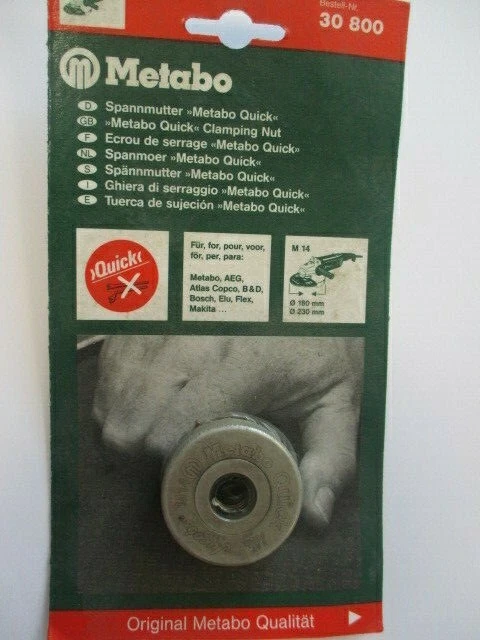 Bestell-Nr.
30 800
Metabo
D Spannmutter »Metabo Quick«
GB »Metabo Quick« Clamping Nut
F Ecrou de serrage «Metabo Quick»
NL Spanmoer »Metabo Quick«
S Spännmutter »Metabo Quick«
I Ghiera di serraggio »Metabo Quick«
E Tuerca de sujeción »Metabo Quick«
›Quick‹
Für, for, pour, voor,
för, per, para:
Metabo, AEG,
Atlas Copco, B&D,
Bosch, Elu, Flex,
Makita ...
M 14
Ø 180 mm
Ø 230 mm
Metabo Quick
Original Metabo Qualität